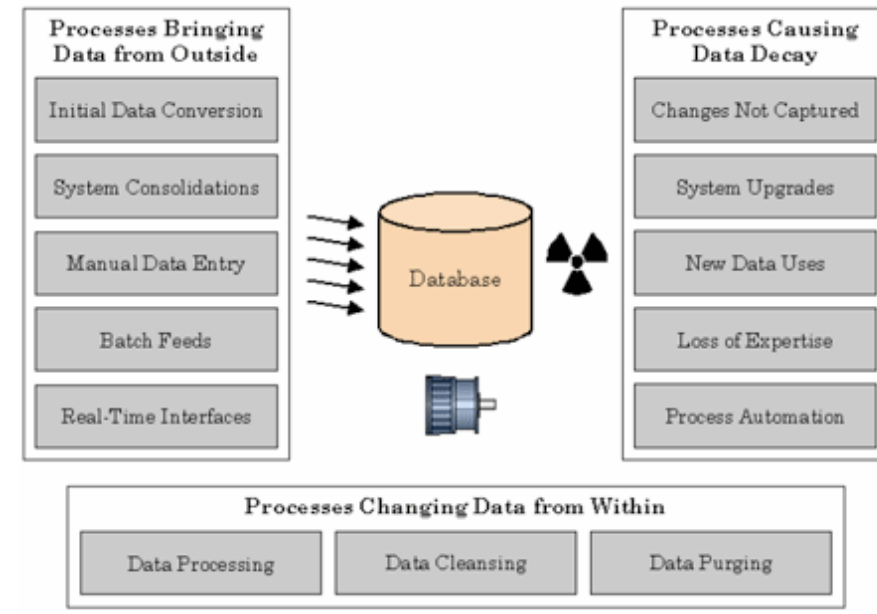 Processes Bringing
Data from Outside
Initial Data Conversion
System Consolidations
Manual Data Entry
Batch Feeds
Real-Time Interfaces
Database
Processes Causing
Data Decay
Changes Not Captured
System Upgrades
New Data Uses
Loss of Expertise
Process Automation
Processes Changing Data from Within
Data Processing
Data Cleansing
Data Purging